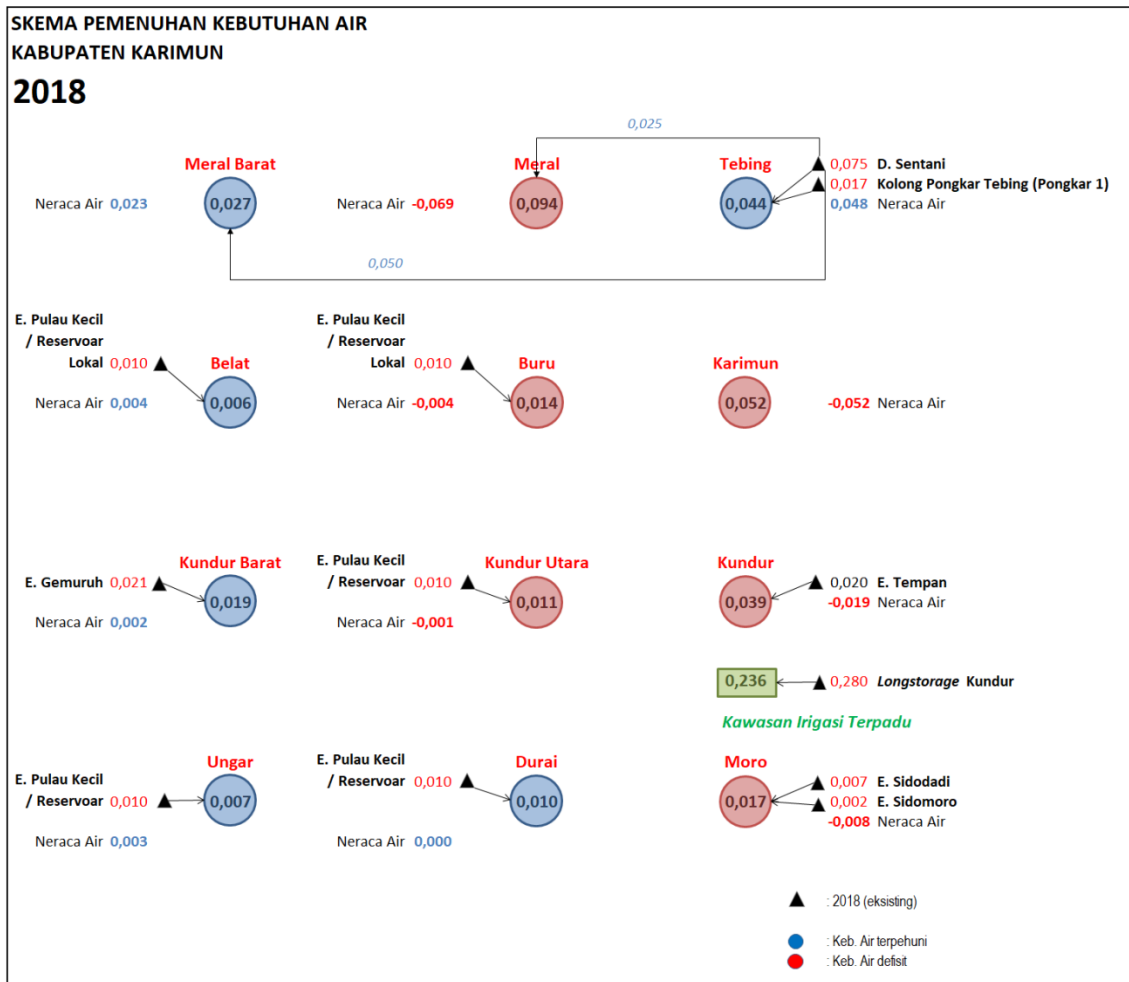 SKEMA PEMENUHAN KEBUTUHAN AIR
KABUPATEN KARIMUN
2018
0,025
Meral Barat
Neraca Air 0,023
0,027
Meral
Neraca Air -0,069
0,094
Tebing
0,044
0,075 D. Sentani
0,017 Kolong Pongkar Tebing (Pongkar 1)
0,048 Neraca Air
0,050
E. Pulau Kecil
/ Reservoar
Lokal 0,010
Belat
Neraca Air 0,004
0,006
E. Pulau Kecil
/ Reservoar
Lokal 0,010
Buru
Neraca Air -0,004
0,014
Karimun
0,052
-0,052 Neraca Air
Kundur Barat
E. Gemuruh 0,021
0,019
Neraca Air 0,002
E. Pulau Kecil
/ Reservoar 0,010
Kundur Utara
0,011
Neraca Air -0,001
Kundur
0,039
0,020 E. Tempan
-0,019 Neraca Air
0,236
0,280 Longstorage Kundur
Kawasan Irigasi Terpadu
Ungar
E. Pulau Kecil
/ Reservoar 0,010
0,007
Neraca Air 0,003
E. Pulau Kecil
/ Reservoar 0,010
Durai
0,010
Neraca Air 0,000
Moro
0,017
0,007 E. Sidodadi
0,002 E. Sidomoro
-0,008 Neraca Air
: 2018 (eksisting)
: Keb. Air terpehuni
: Keb. Air defisit